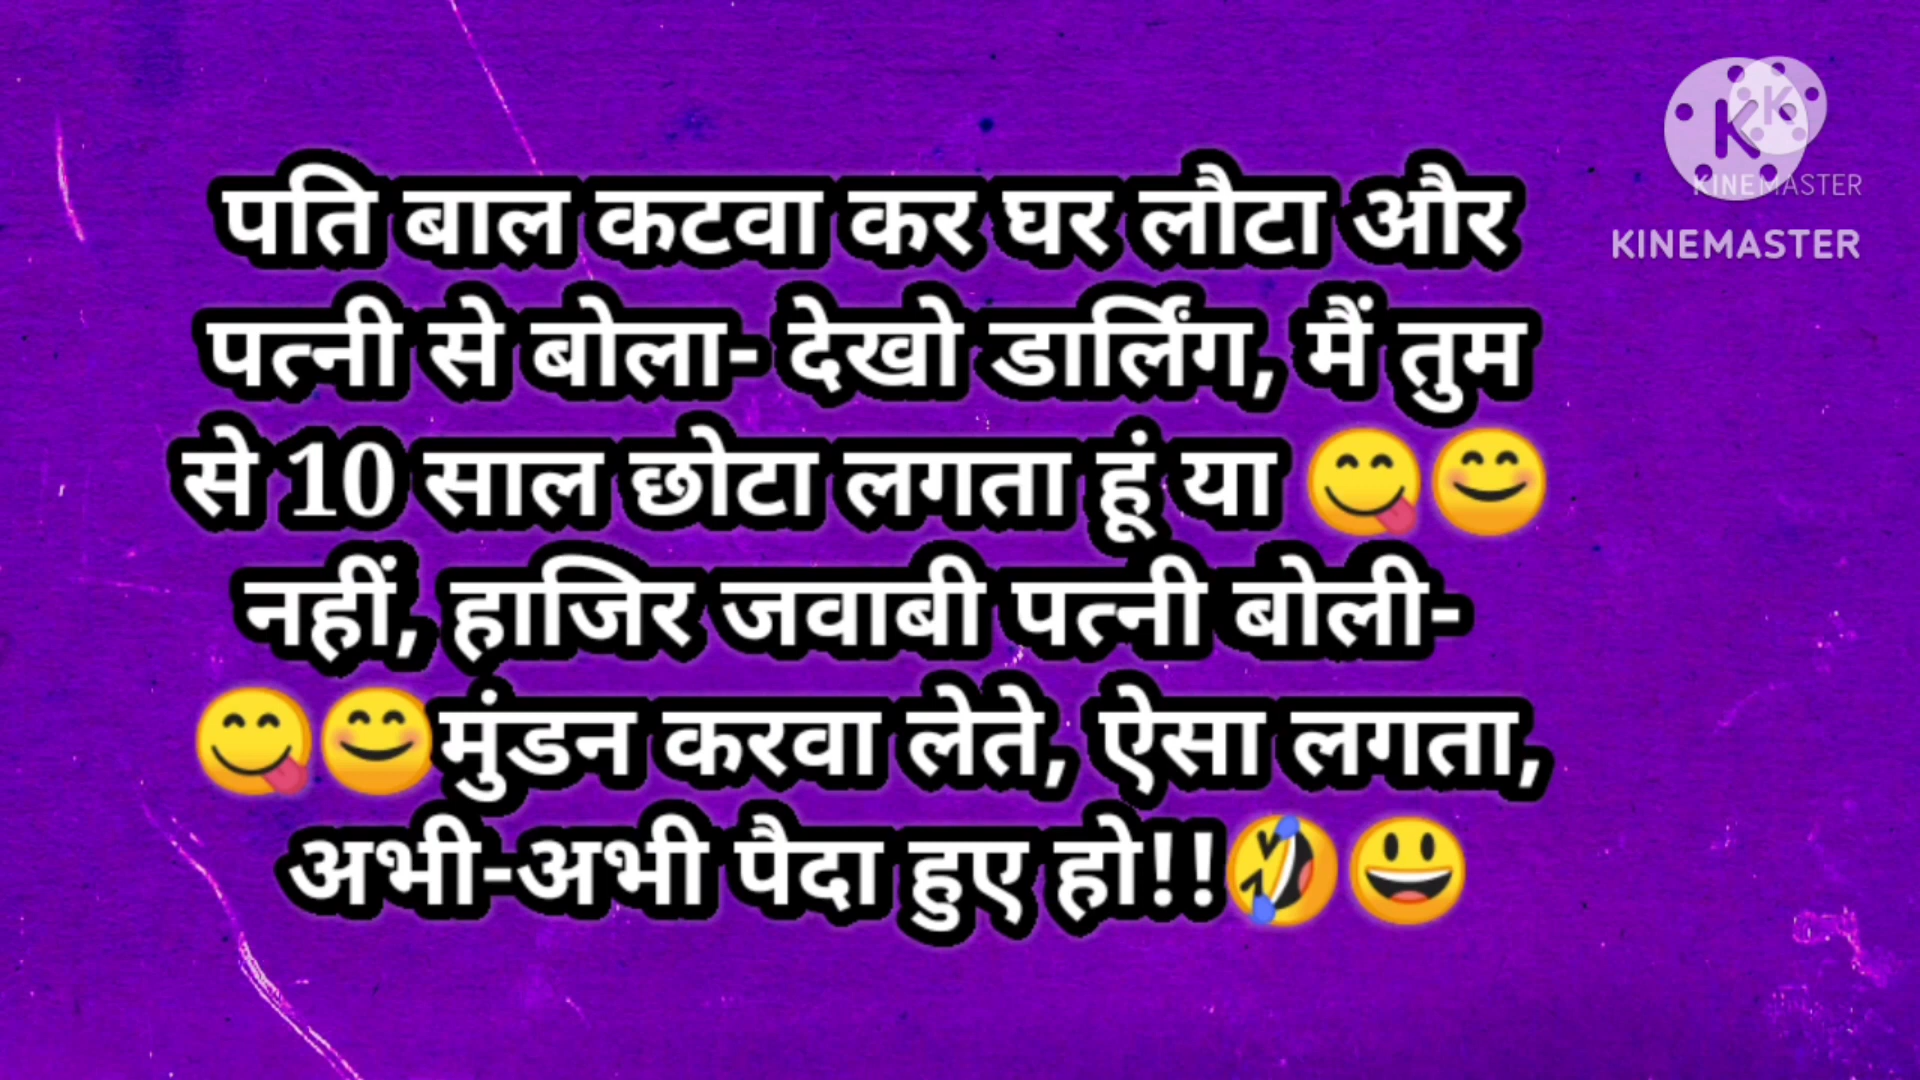 पति बाल कटवा कर घर लौटा और
पत्नी से बोला- देखो डार्लिंग, मैं तुम
से 10 साल छोटा लगता हूं या 😋😊
नहीं, हाजिर जवाबी पत्नी बोली-
😋😊मुंडन करवा लेते, ऐसा लगता,
अभी-अभी पैदा हुए हो!!🤣😃
K
K
KINEMASTER
KINEMASTER